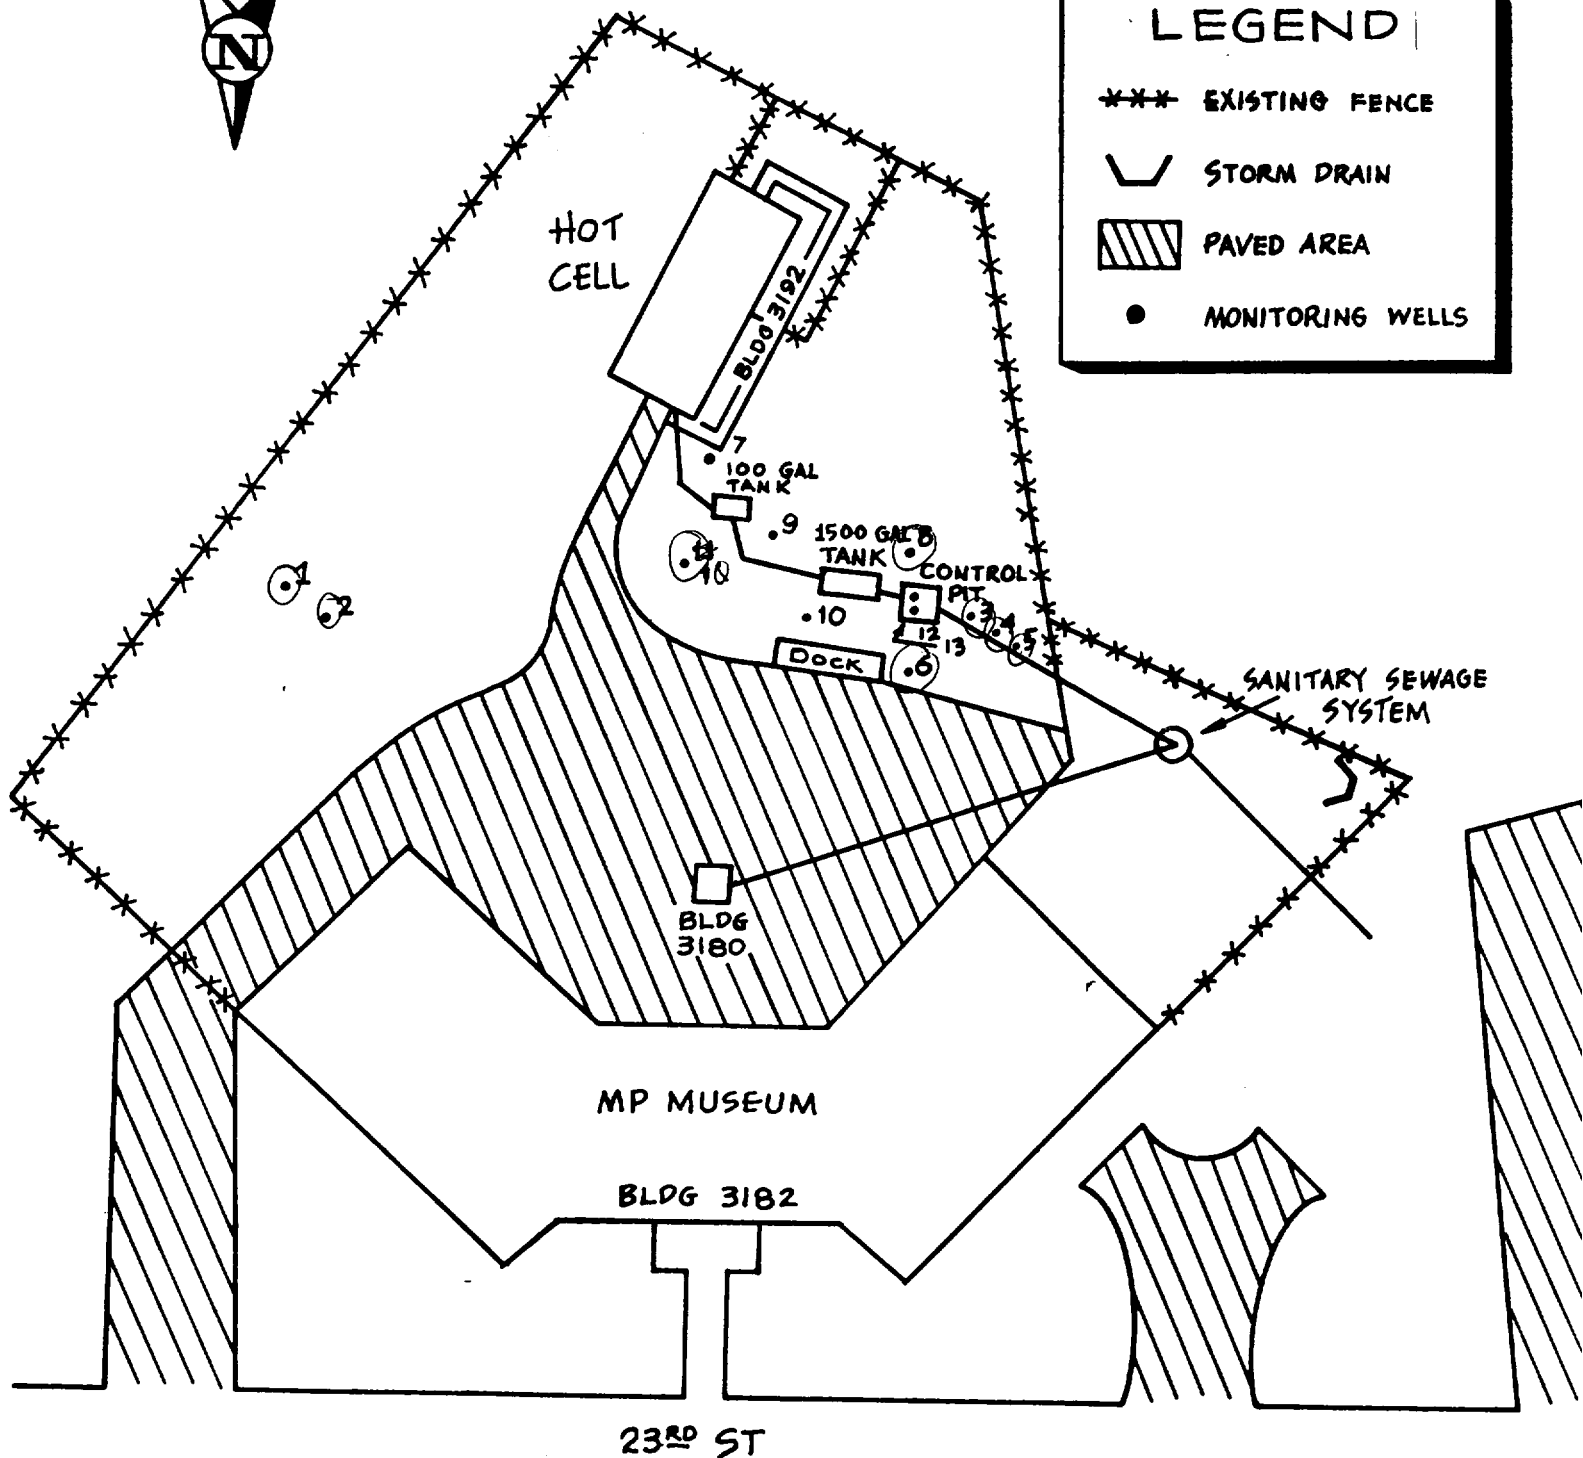 N
LEGEND
EXISTING FENCE
STORM DRAIN
PAVED AREA
MONITORING WELLS
HOT
CELL
BLDG 3192
7
100 GAL
TANK
9
1500 GAL
TANK
8
CONTROL
PIT
10
1
2
10
3
4
5
12
13
DOCK
6
SANITARY SEWAGE
SYSTEM
BLDG
3180
MP MUSEUM
BLDG 3182
23RD ST